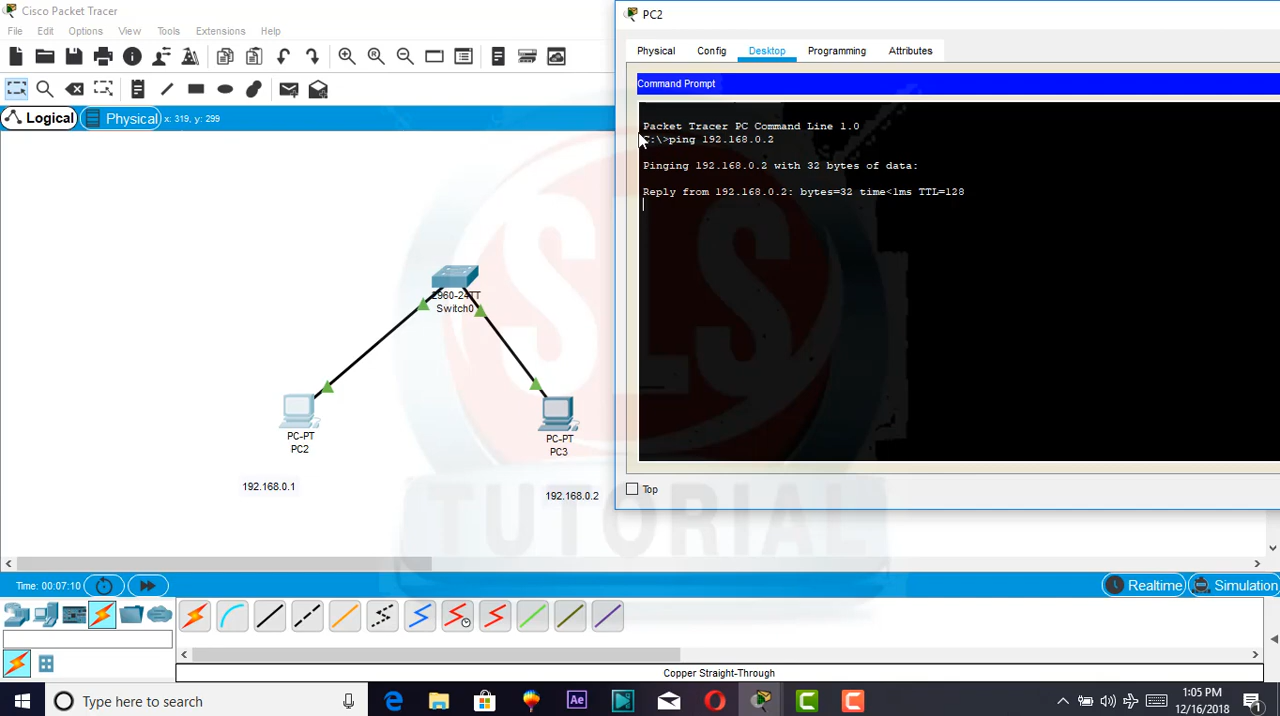 Cisco Packet Tracer
File Edit Options View Tools Extensions Help
Logical Physical x: 319, y: 299
PC2
Physical Config Desktop Programming Attributes
Command Prompt
Packet Tracer PC Command Line 1.0
C:\>ping 192.168.0.2
Pinging 192.168.0.2 with 32 bytes of data:
Reply from 192.168.0.2: bytes=32 time<1ms TTL=128
Top
2960-24TT
Switch0
PC-PT
PC2
192.168.0.1
PC-PT
PC3
192.168.0.2
SLS
TUTORIAL
Time: 00:07:10
Realtime Simulation
Copper Straight-Through
Type here to search
Ae
1:05 PM
12/16/2018
1